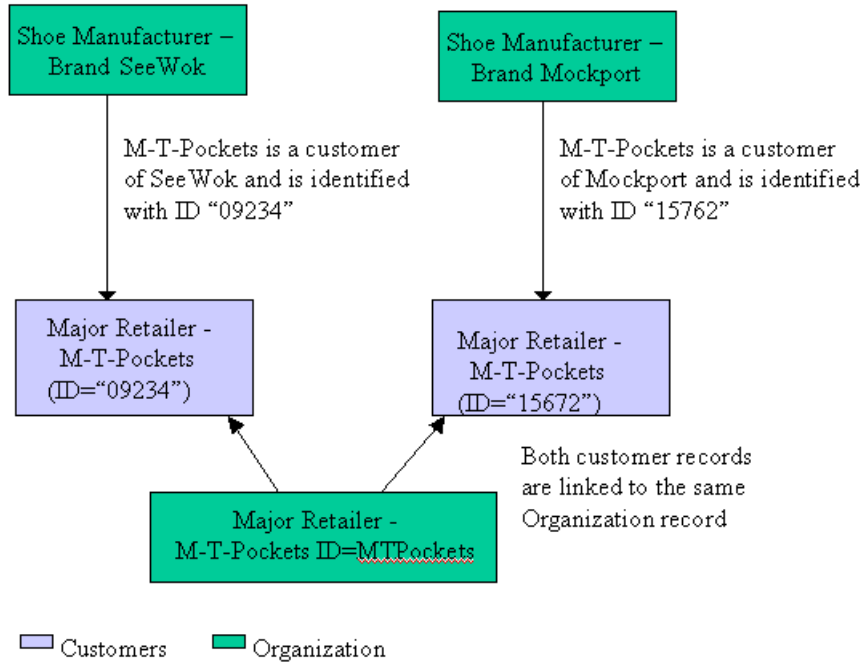 Shoe Manufacturer –
Brand SeeWok
Shoe Manufacturer –
Brand Mockport
M-T-Pockets is a customer
of SeeWok and is identified
with ID “09234”
M-T-Pockets is a customer
of Mockport and is identified
with ID “15762”
Major Retailer -
M-T-Pockets
(ID=“09234”)
Major Retailer -
M-T-Pockets
(ID=“15672”)
Both customer records
are linked to the same
Organization record
Major Retailer -
M-T-Pockets ID=MTPockets
Customers
Organization